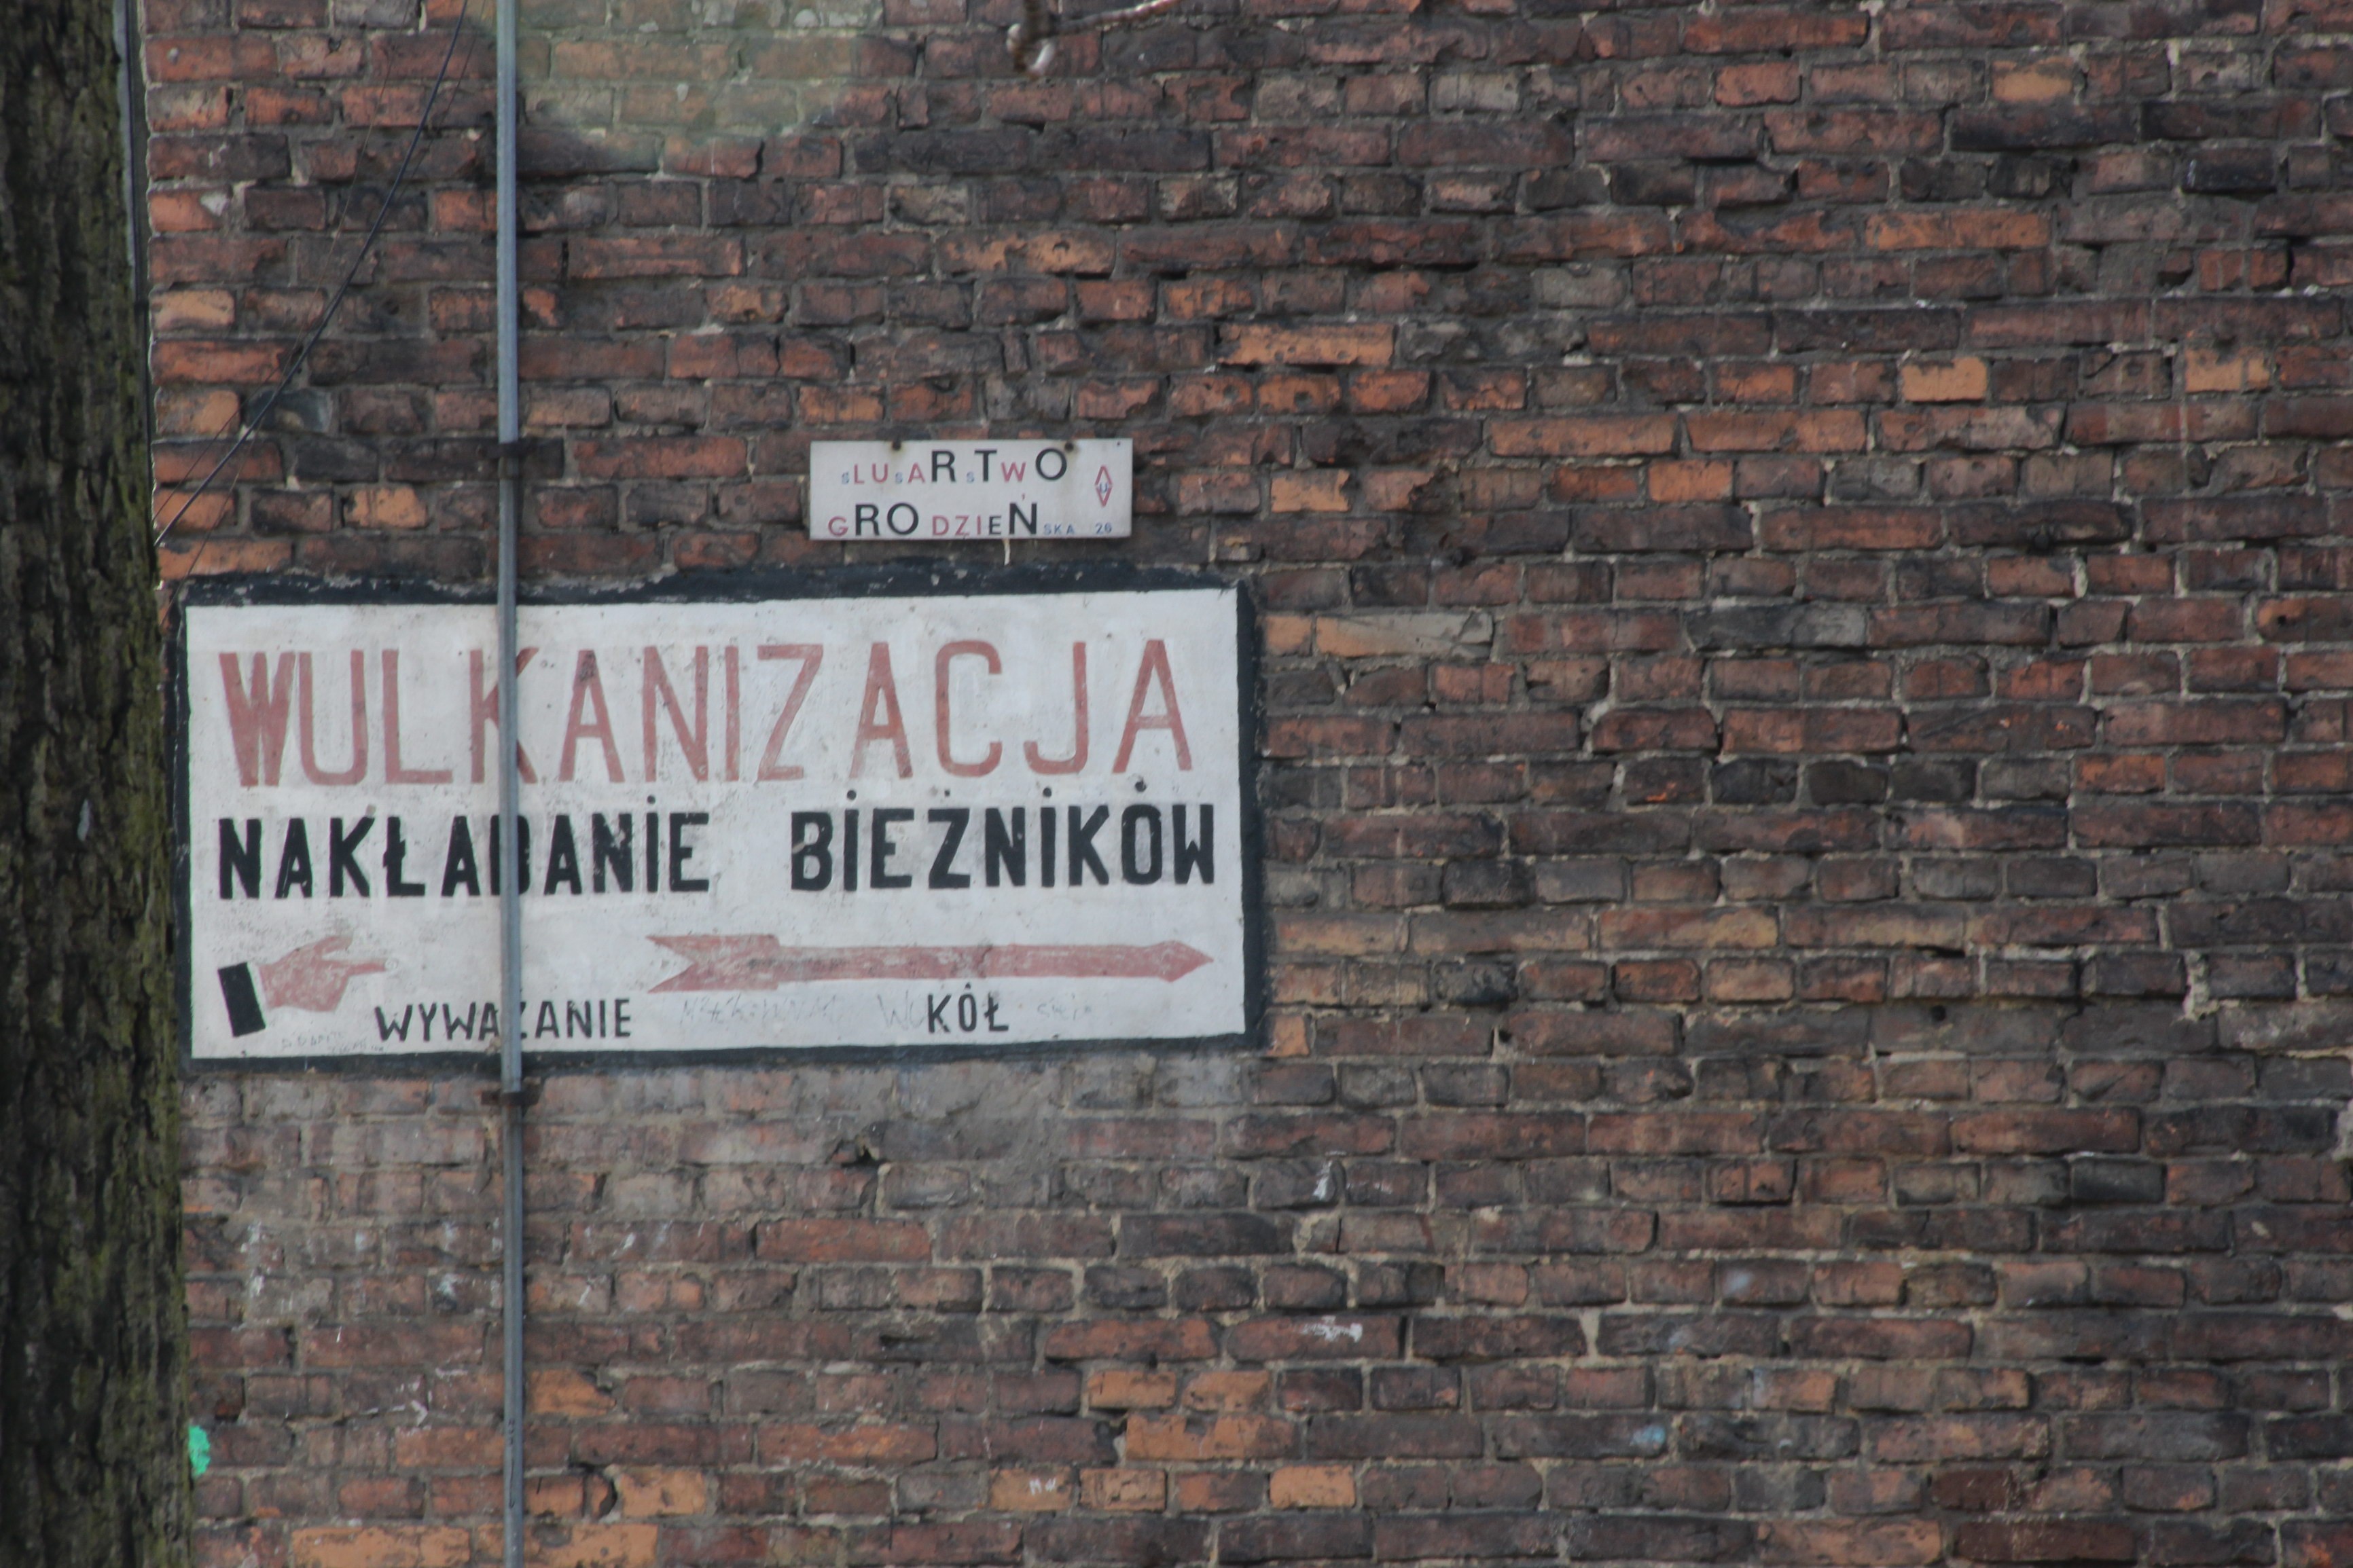 sLUsARsTwO
GRODZIEŃSKA 26
WULKANIZACJA
NAKŁADANIE BIEŻNIKÓW
WYWAŻANIE KÓŁ